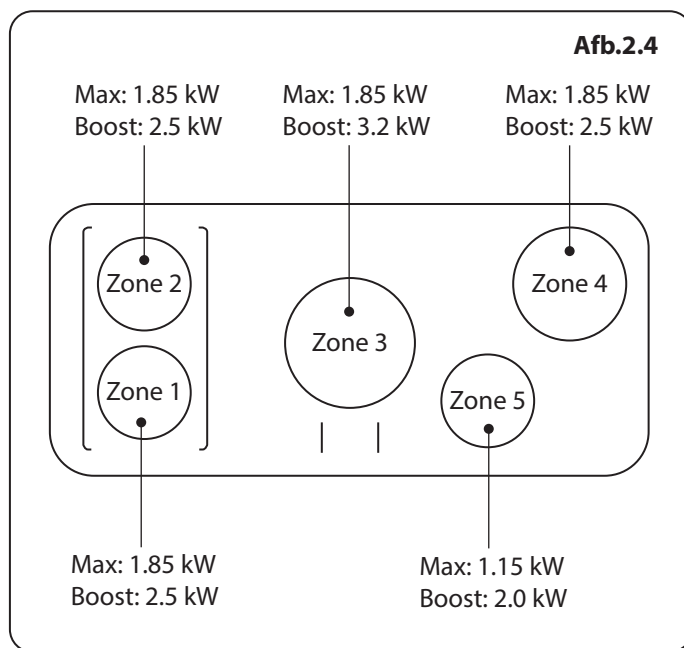 Afb.2.4
Max: 1.85 kW
Boost: 2.5 kW
Max: 1.85 kW
Boost: 3.2 kW
Max: 1.85 kW
Boost: 2.5 kW
Zone 2
Zone 4
Zone 3
Zone 1
Zone 5
Max: 1.85 kW
Boost: 2.5 kW
Max: 1.15 kW
Boost: 2.0 kW